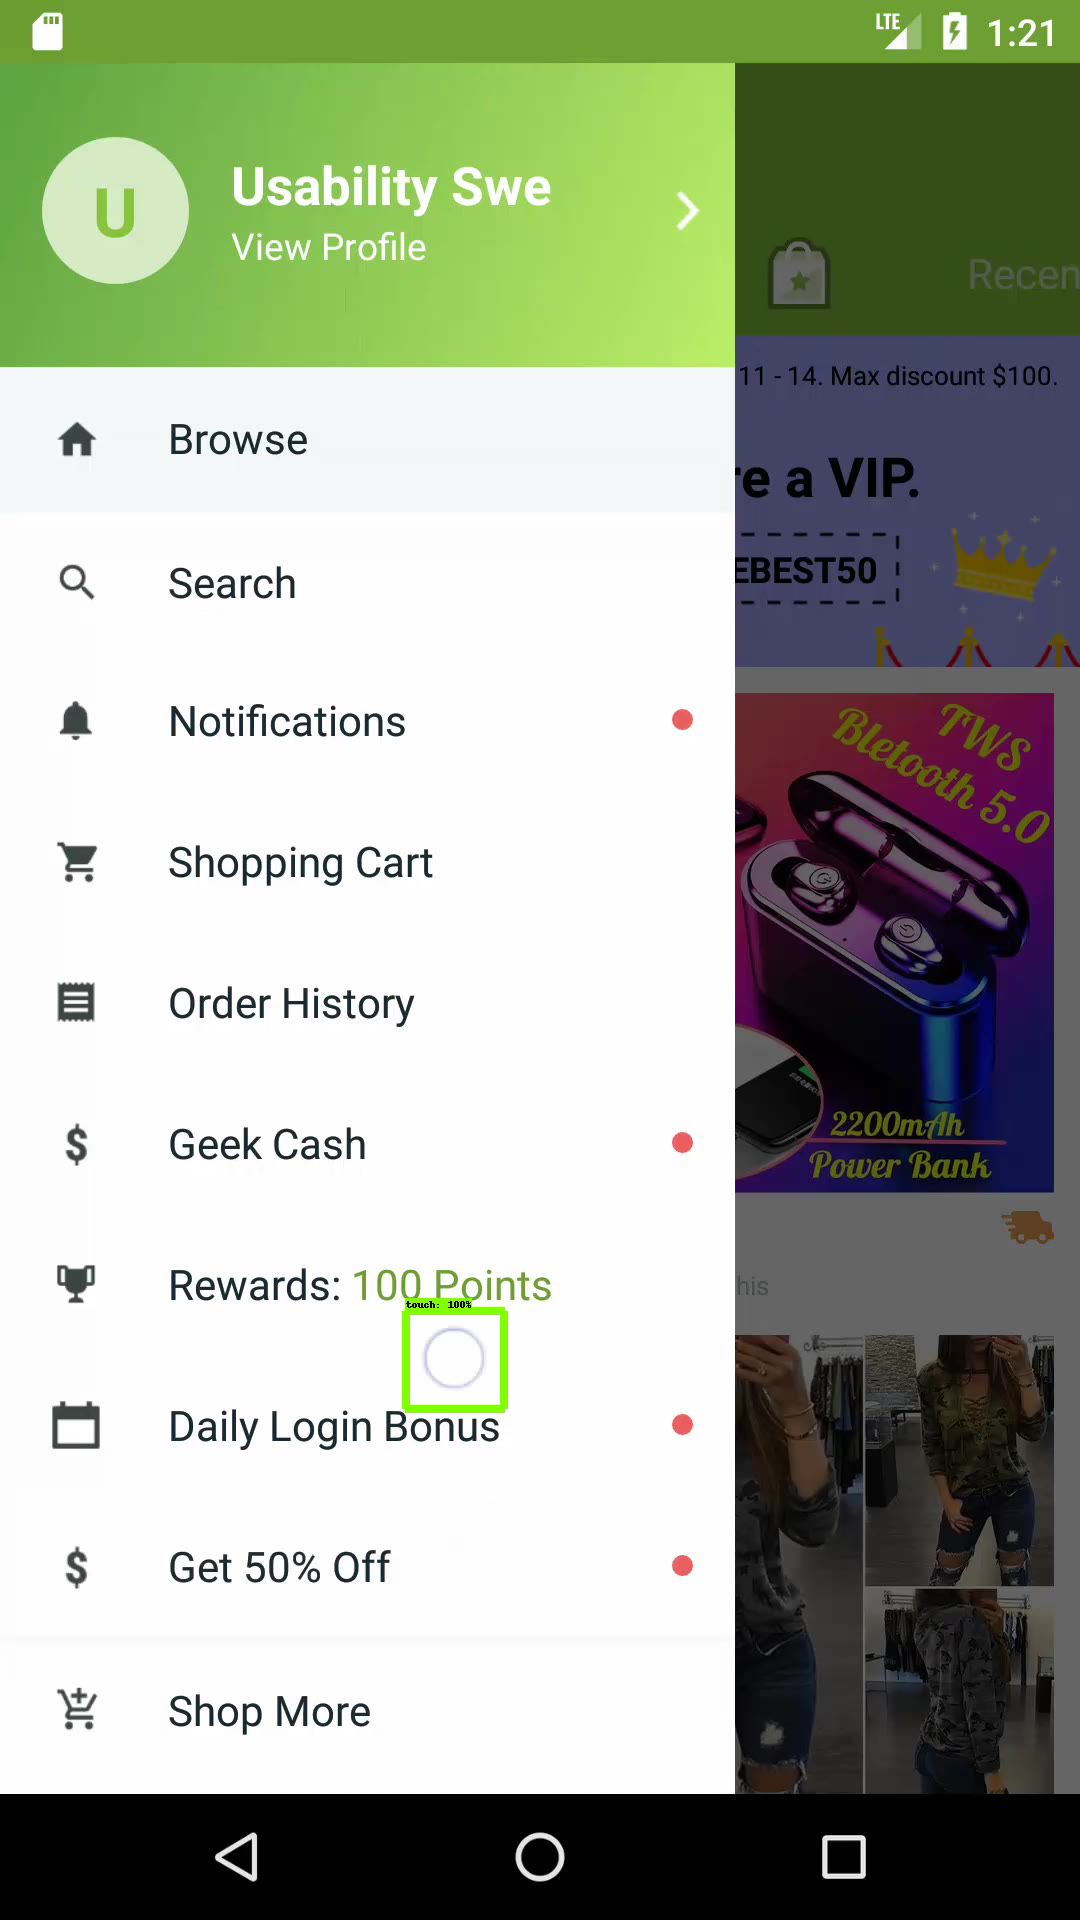 LTE 1:21
U
Usability Swe
View Profile
Recen
11 - 14. Max discount $100.
Browse
re a VIP.
EBEST50
Search
Notifications
TWS
Bletooth 5.0
Shopping Cart
Order History
2200mAh
Power Bank
$ Geek Cash
Rewards: 100 Points
his
touch: 100%
Daily Login Bonus
$ Get 50% Off
Shop More